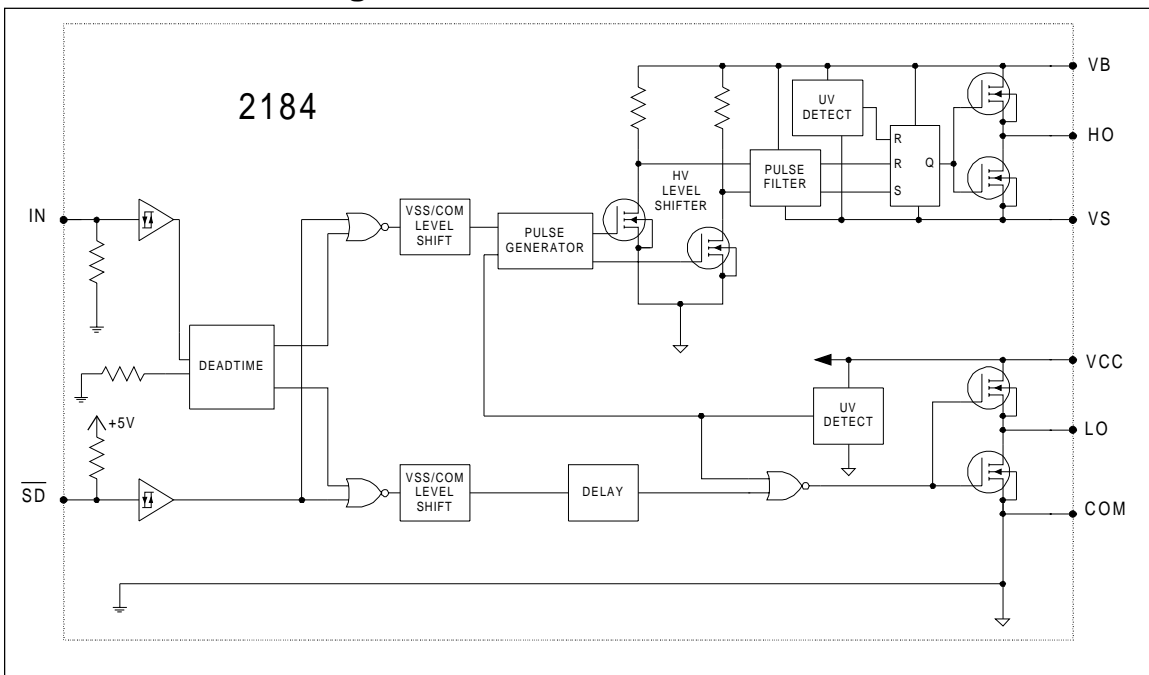 2184
VB
UV
DETECT
HO
R
R
Q
S
PULSE
FILTER
HV
LEVEL
SHIFTER
VS
IN
VSS/COM
LEVEL
SHIFT
PULSE
GENERATOR
DEADTIME
VCC
UV
DETECT
+5V
LO
SD
VSS/COM
LEVEL
SHIFT
DELAY
COM